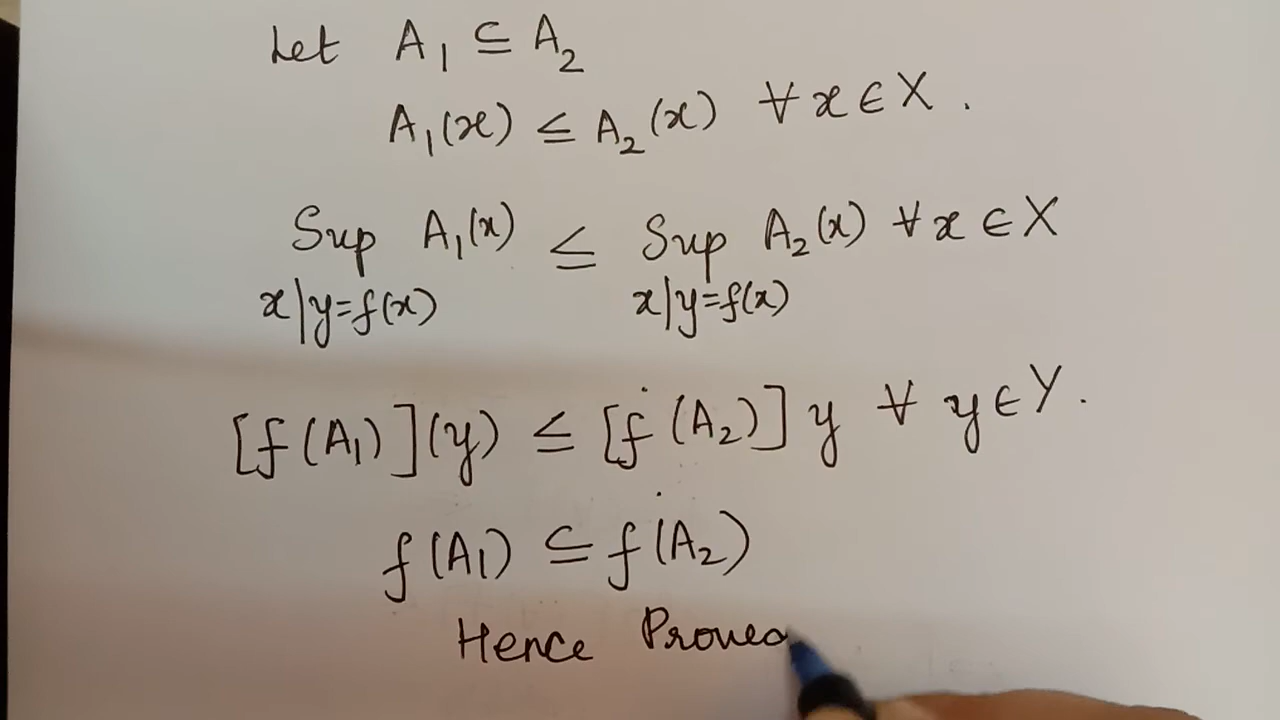 Let A₁ ⊆ A₂
A₁(x) ≤ A₂(x) ∀ x ∈ X .
Sup A₁(x) ≤ Sup A₂(x) ∀ x ∈ X
x|y=f(x) x|y=f(x)
[f(A₁)](y) ≤ [f(A₂)] y ∀ y ∈ Y .
f(A₁) ⊆ f(A₂)
Hence Proved